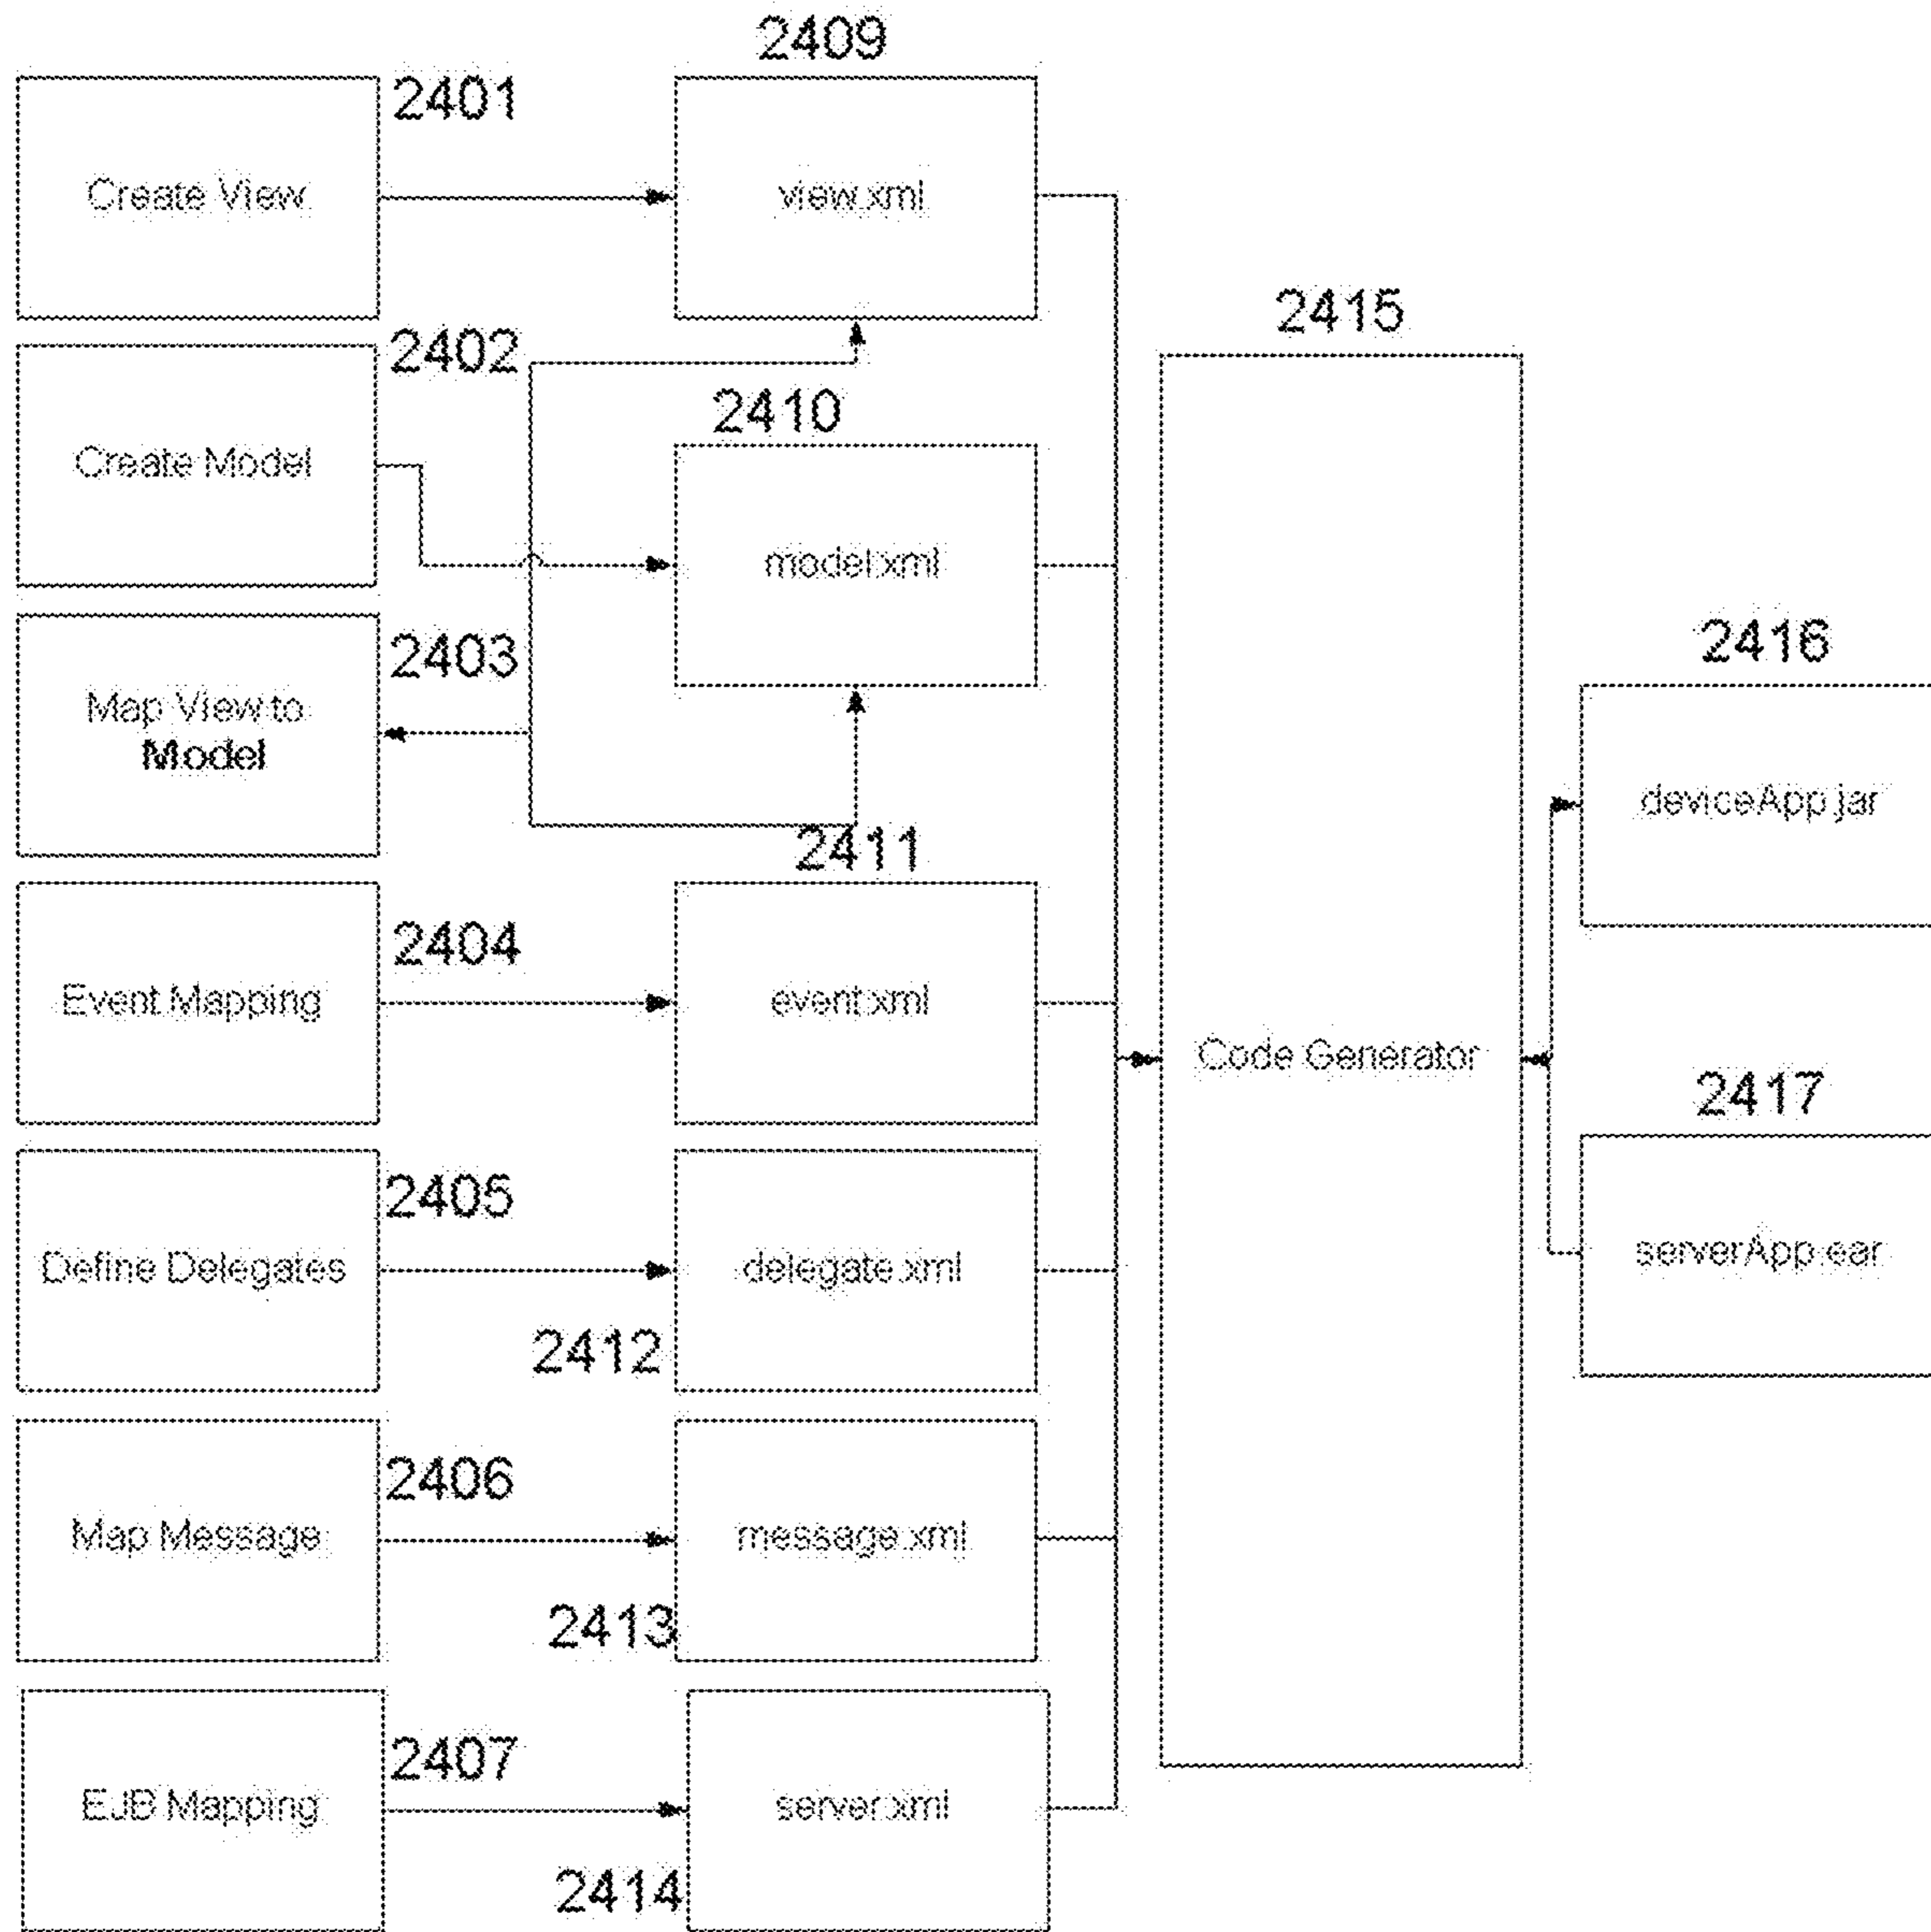 2409
2401
Create View
view.xml
2415
2402
2410
Create Model
model.xml
2403
2416
Map View to
Model
deviceApp.jar
2411
2404
Event Mapping
event.xml
Code Generator
2417
2405
Define Delegates
delegate.xml
serverApp.ear
2412
2406
Map Message
message.xml
2413
2407
EJB Mapping
server.xml
2414